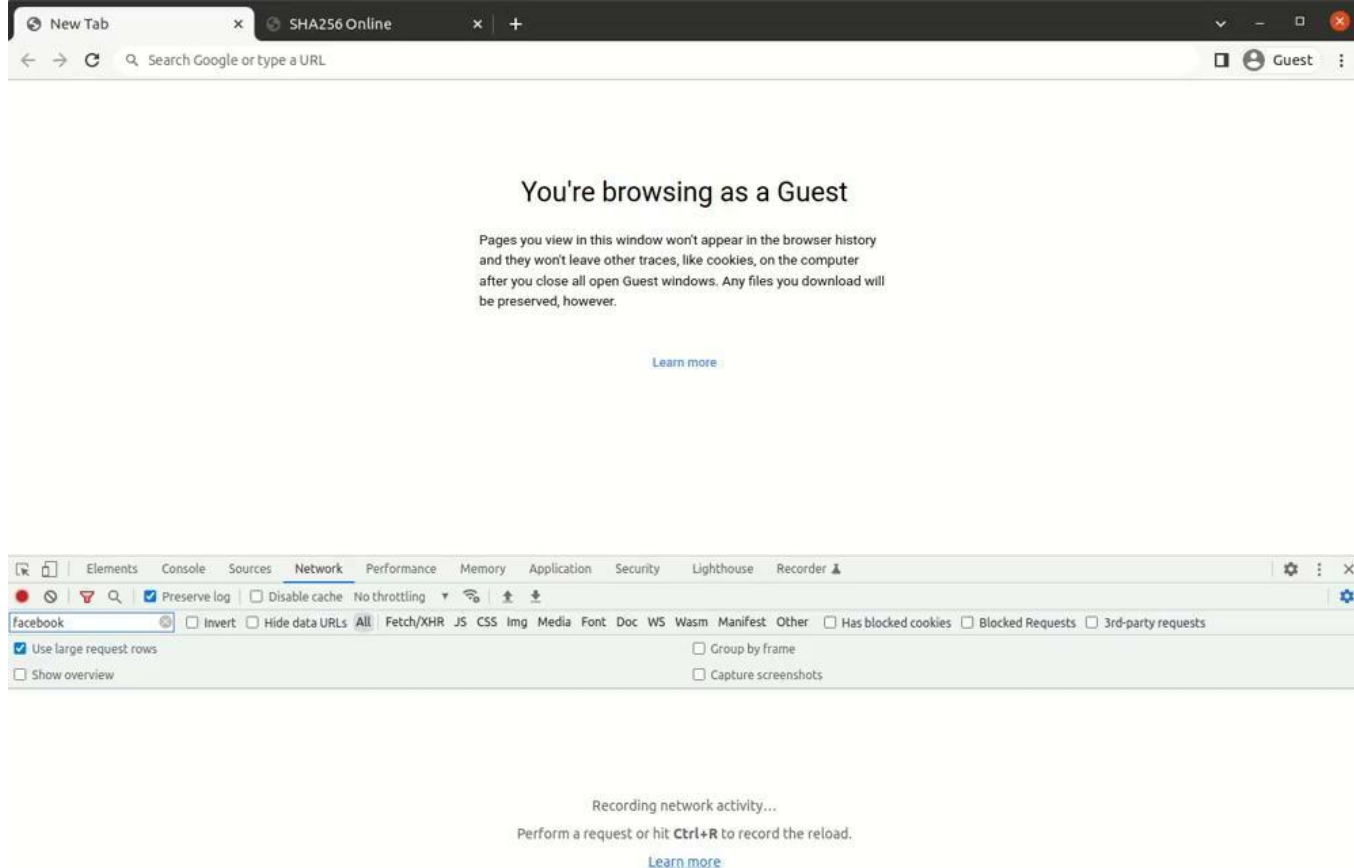 New Tab
SHA256 Online
Search Google or type a URL
Guest
You're browsing as a Guest
Pages you view in this window won't appear in the browser history
and they won't leave other traces, like cookies, on the computer
after you close all open Guest windows. Any files you download will
be preserved, however.
Learn more
Elements Console Sources Network Performance Memory Application Security Lighthouse Recorder
Preserve log Disable cache No throttling
facebook Invert Hide data URLs All Fetch/XHR JS CSS Img Media Font Doc WS Wasm Manifest Other Has blocked cookies Blocked Requests 3rd-party requests
Use large request rows Group by frame
Show overview Capture screenshots
Recording network activity...
Perform a request or hit Ctrl+R to record the reload.
Learn more